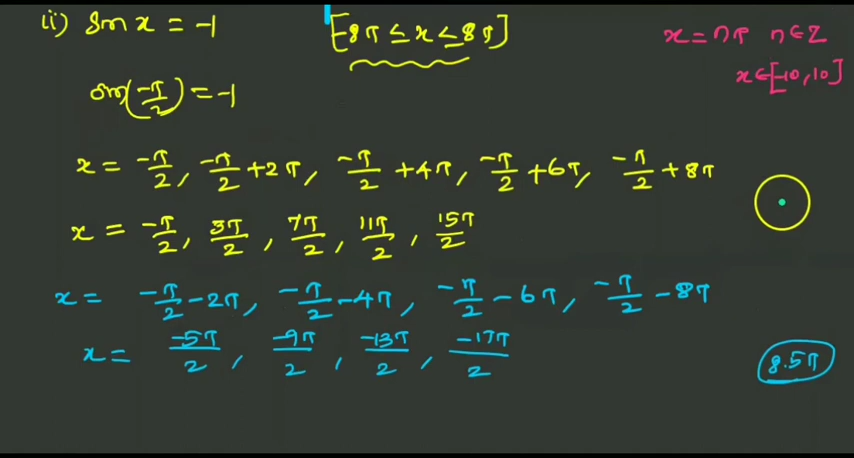 ii) sin x = -1 [-8π ≤ x ≤ 8π]
x = nπ n ∈ Z
x ∈ [-10, 10]
sin(-π/2) = -1
x = -π/2, -π/2 + 2π, -π/2 + 4π, -π/2 + 6π, -π/2 + 8π
x = -π/2, 3π/2, 7π/2, 11π/2, 15π/2
x = -π/2 - 2π, -π/2 - 4π, -π/2 - 6π, -π/2 - 8π
x = -5π/2, -9π/2, -13π/2, -17π/2
8.5π